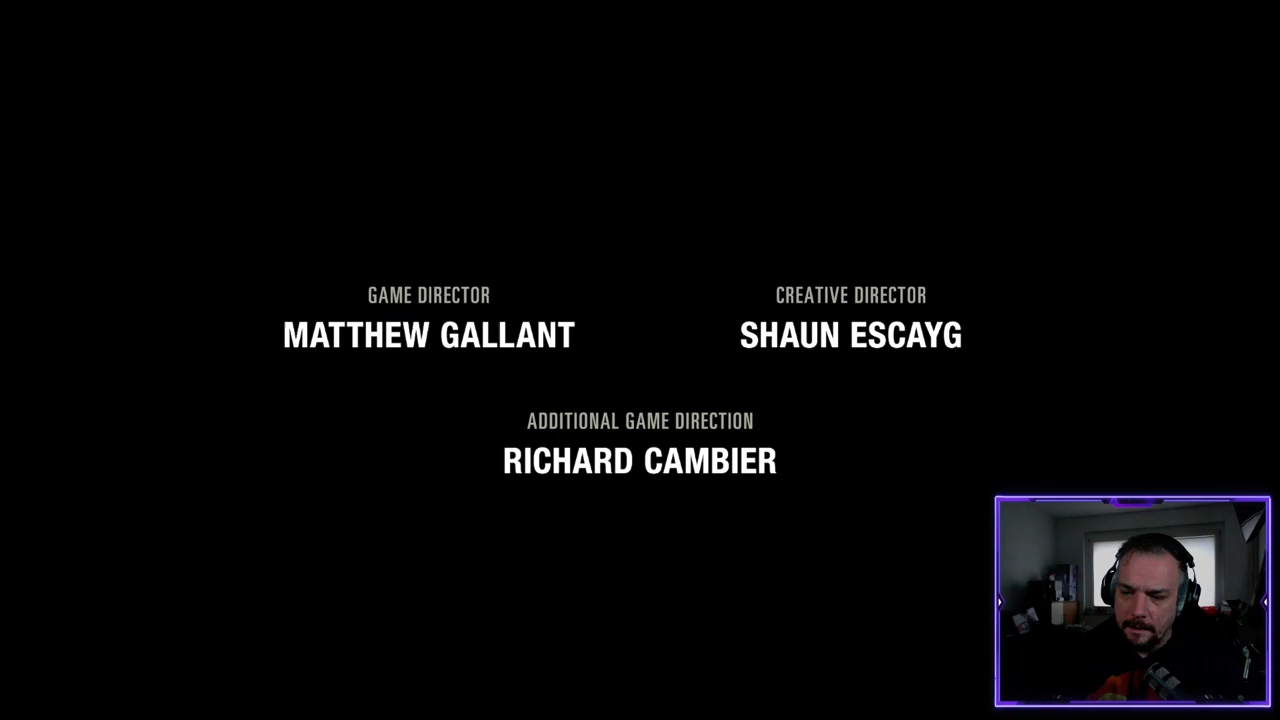 GAME DIRECTOR
MATTHEW GALLANT
CREATIVE DIRECTOR
SHAUN ESCAYG
ADDITIONAL GAME DIRECTION
RICHARD CAMBIER